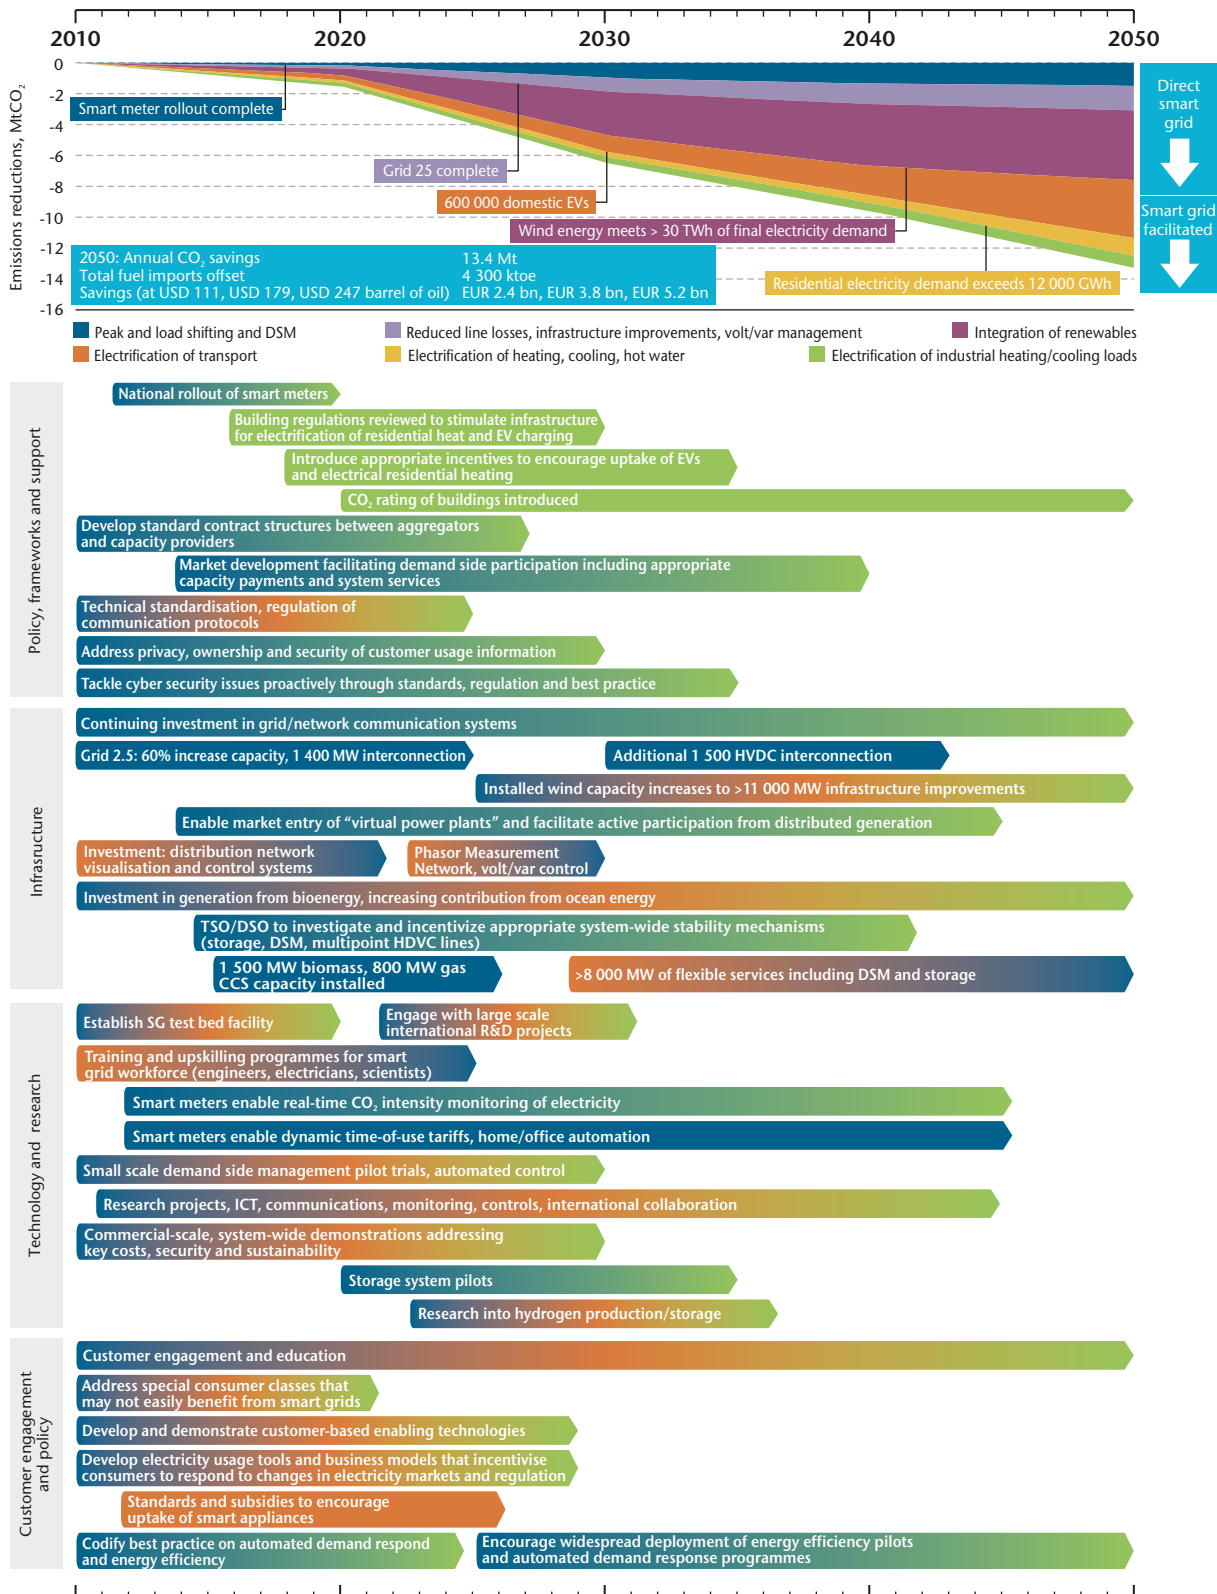 2010 2020 2030 2040 2050
Emissions reductions, MtCO2
0
-2
-4
-6
-8
-10
-12
-14
-16
Smart meter rollout complete
Grid 25 complete
600 000 domestic EVs
Wind energy meets > 30 TWh of final electricity demand
Residential electricity demand exceeds 12 000 GWh
Direct
smart
grid
Smart grid
facilitated
2050: Annual CO2 savings 13.4 Mt
Total fuel imports offset 4 300 ktoe
Savings (at USD 111, USD 179, USD 247 barrel of oil) EUR 2.4 bn, EUR 3.8 bn, EUR 5.2 bn
Peak and load shifting and DSM Reduced line losses, infrastructure improvements, volt/var management Integration of renewables
Electrification of transport Electrification of heating, cooling, hot water Electrification of industrial heating/cooling loads
Policy, frameworks and support
National rollout of smart meters
Building regulations reviewed to stimulate infrastructure
for electrification of residential heat and EV charging
Introduce appropriate incentives to encourage uptake of EVs
and electrical residential heating
CO2 rating of buildings introduced
Develop standard contract structures between aggregators
and capacity providers
Market development facilitating demand side participation including appropriate
capacity payments and system services
Technical standardisation, regulation of
communication protocols
Address privacy, ownership and security of customer usage information
Tackle cyber security issues proactively through standards, regulation and best practice
Infrasructure
Continuing investment in grid/network communication systems
Grid 2.5: 60% increase capacity, 1 400 MW interconnection
Additional 1 500 HVDC interconnection
Installed wind capacity increases to >11 000 MW infrastructure improvements
Enable market entry of “virtual power plants” and facilitate active participation from distributed generation
Investment: distribution network
visualisation and control systems
Phasor Measurement
Network, volt/var control
Investment in generation from bioenergy, increasing contribution from ocean energy
TSO/DSO to investigate and incentivize appropriate system-wide stability mechanisms
(storage, DSM, multipoint HDVC lines)
1 500 MW biomass, 800 MW gas
CCS capacity installed
>8 000 MW of flexible services including DSM and storage
Technology and research
Establish SG test bed facility
Engage with large scale
international R&D projects
Training and upskilling programmes for smart
grid workforce (engineers, electricians, scientists)
Smart meters enable real-time CO2 intensity monitoring of electricity
Smart meters enable dynamic time-of-use tariffs, home/office automation
Small scale demand side management pilot trials, automated control
Research projects, ICT, communications, monitoring, controls, international collaboration
Commercial-scale, system-wide demonstrations addressing
key costs, security and sustainability
Storage system pilots
Research into hydrogen production/storage
Customer engagement
and policy
Customer engagement and education
Address special consumer classes that
may not easily benefit from smart grids
Develop and demonstrate customer-based enabling technologies
Develop electricity usage tools and business models that incentivise
consumers to respond to changes in electricity markets and regulation
Standards and subsidies to encourage
uptake of smart appliances
Codify best practice on automated demand respond
and energy efficiency
Encourage widespread deployment of energy efficiency pilots
and automated demand response programmes